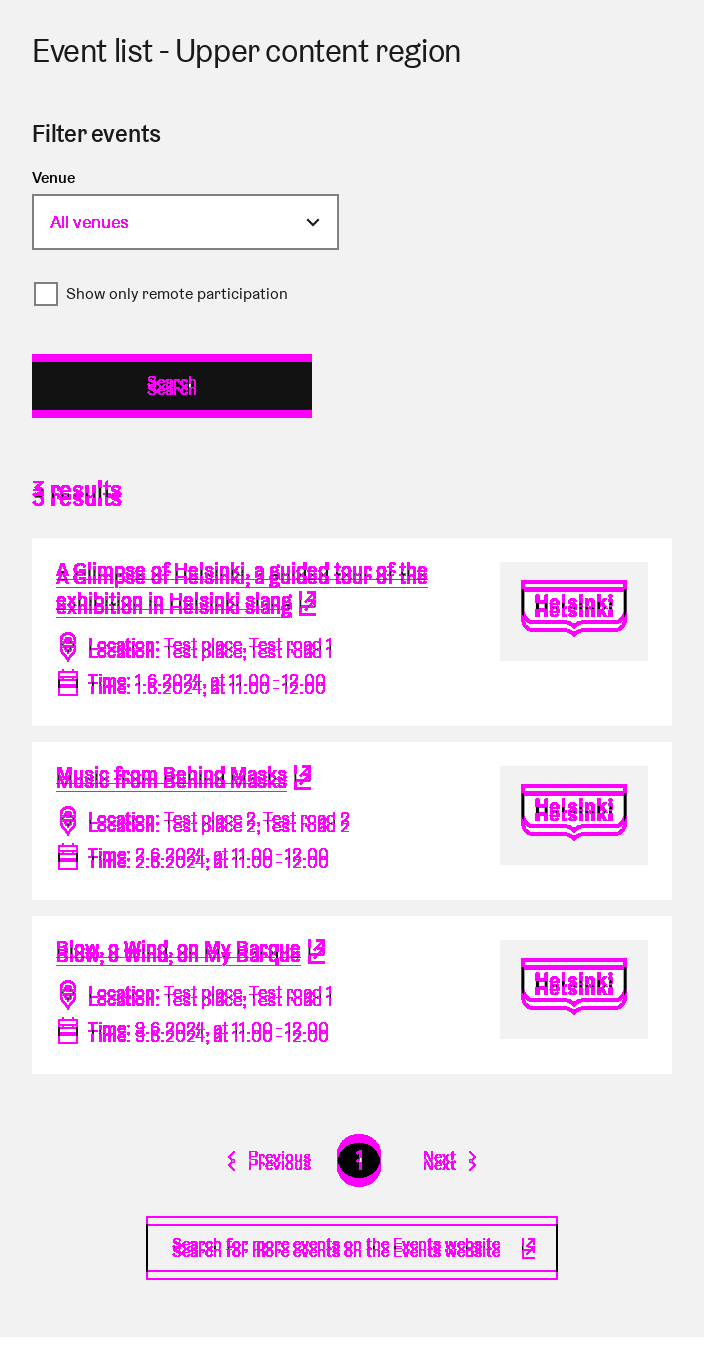 Event list - Upper content region
Filter events
Venue
All venues
Show only remote participation
Search
3 results
A Glimpse of Helsinki, a guided tour of the
exhibition in Helsinki slang
Helsinki
Location: Test place, Test road 1
Time: 1.6.2024, at 11.00 - 12.00
Music from Behind Masks
Helsinki
Location: Test place 2, Test road 2
Time: 2.6.2024, at 11.00 - 12.00
Blow, o Wind, on My Barque
Helsinki
Location: Test place, Test road 1
Time: 3.6.2024, at 11.00 - 12.00
Previous 1 Next
Search for more events on the Events website